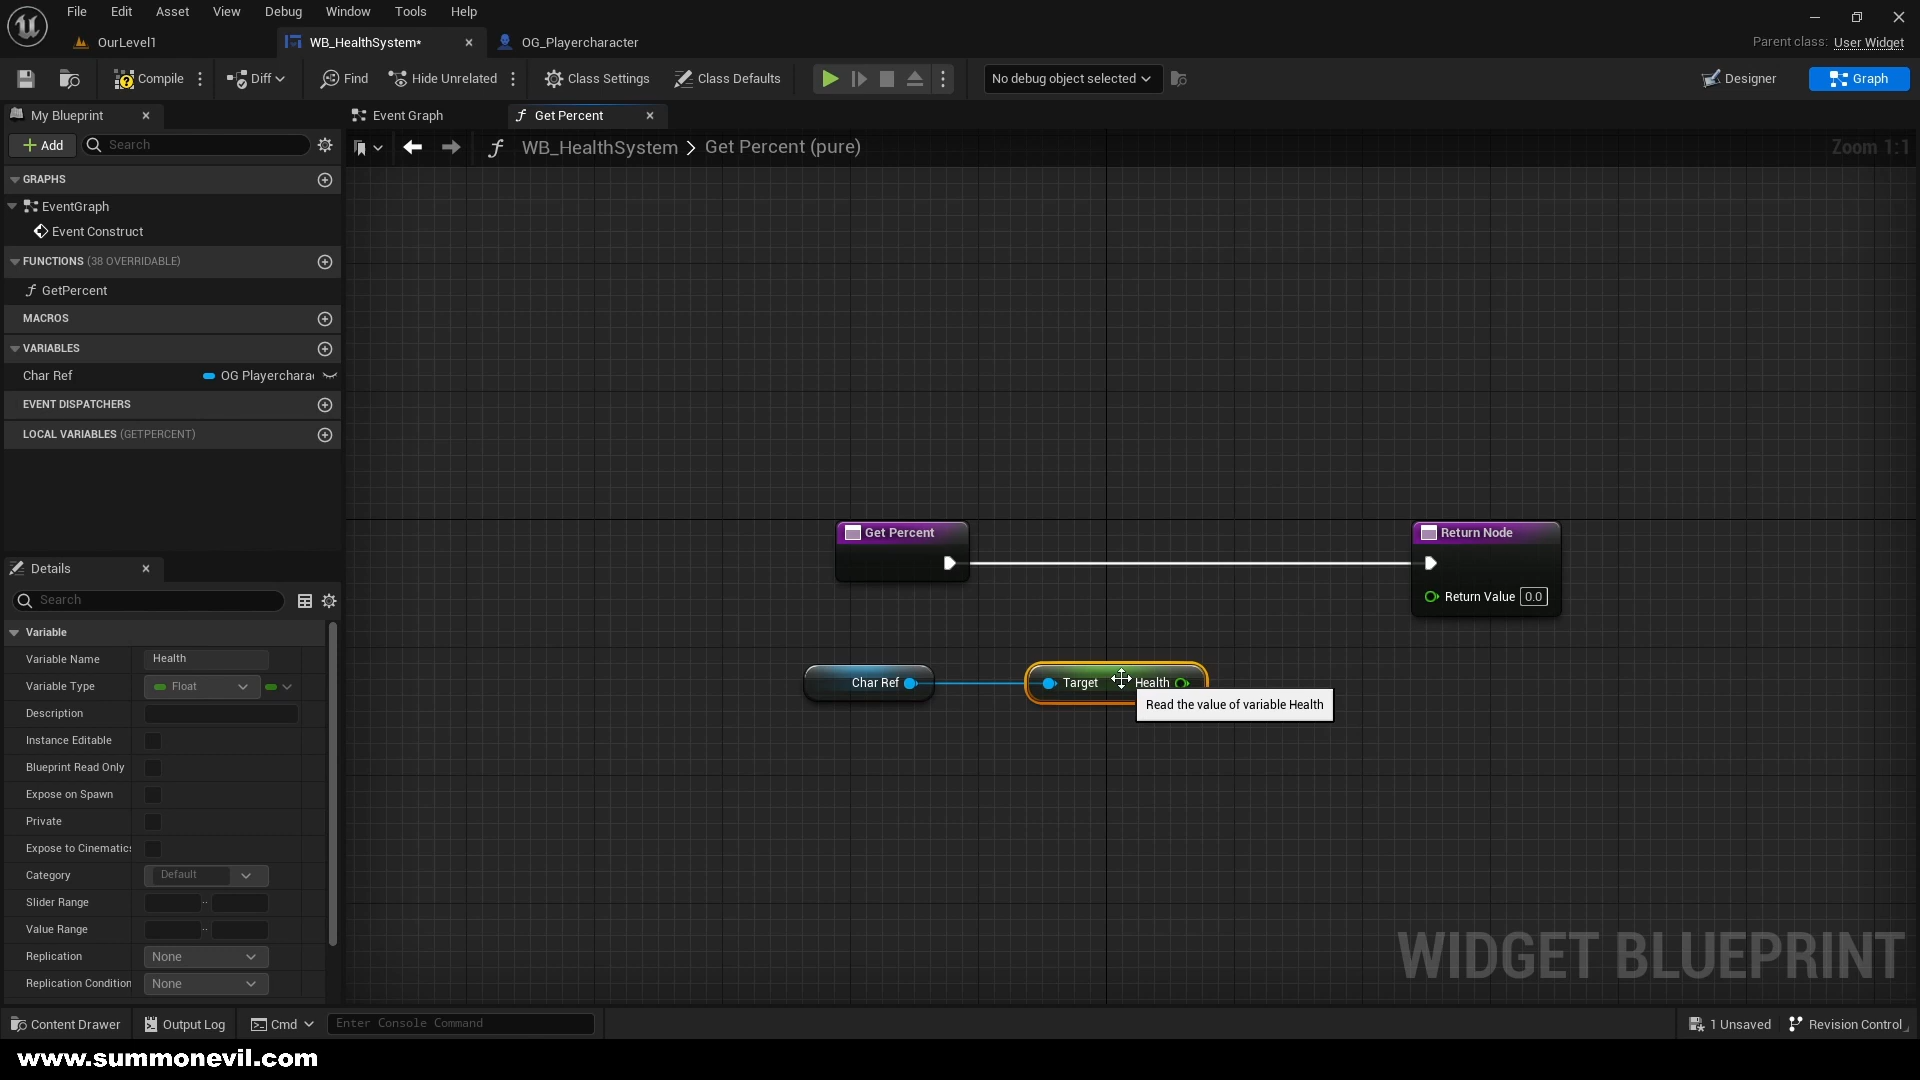 File Edit Asset View Debug Window Tools Help
OurLevel1 WB_HealthSystem* OG_Playercharacter
Parent class: User Widget
Compile Diff Find Hide Unrelated Class Settings Class Defaults No debug object selected Designer Graph
My Blueprint
Event Graph Get Percent
Add Search
WB_HealthSystem > Get Percent (pure)
Zoom 1:1
GRAPHS
EventGraph
Event Construct
FUNCTIONS (38 OVERRIDABLE)
GetPercent
MACROS
VARIABLES
Char Ref OG Playerchara
EVENT DISPATCHERS
LOCAL VARIABLES (GETPERCENT)
Get Percent
Return Node
Return Value 0.0
Char Ref
Target Health
Read the value of variable Health
Details
Search
Variable
Variable Name Health
Variable Type Float
Description
Instance Editable
Blueprint Read Only
Expose on Spawn
Private
Expose to Cinematics
Category Default
Slider Range
Value Range
Replication None
Replication Condition None
WIDGET BLUEPRINT
Content Drawer Output Log Cmd Enter Console Command 1 Unsaved Revision Control
www.summonevil.com